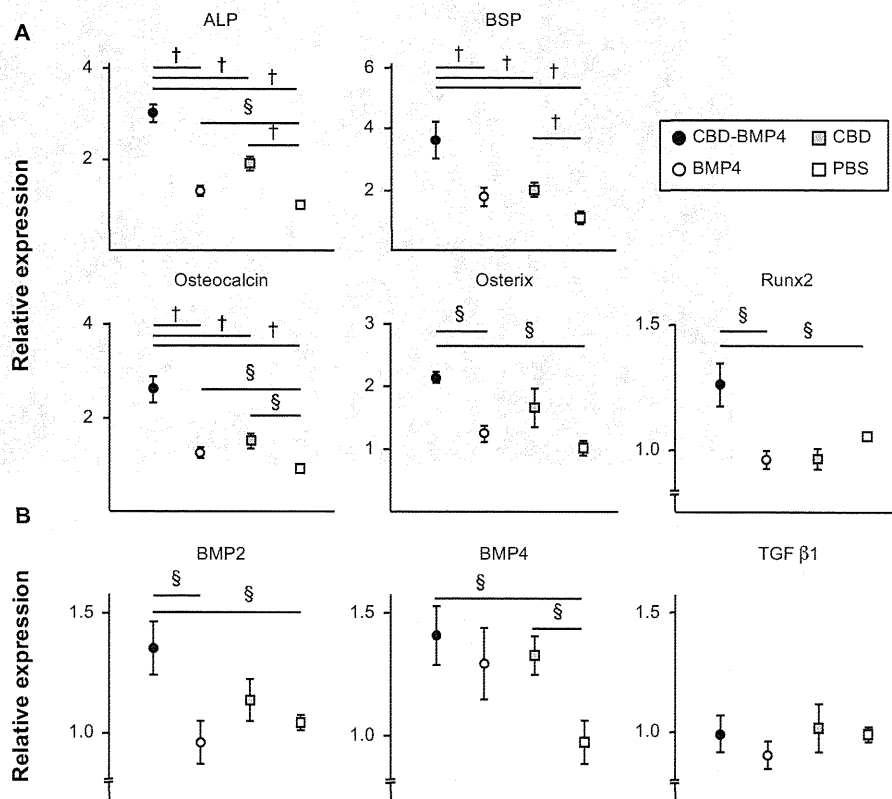 A
ALP
BSP
4
†
†
†
§
†
2
6
†
†
†
†
4
2
● CBD-BMP4 □ CBD
○ BMP4 □ PBS
Relative expression
Osteocalcin
Osterix
Runx2
4
†
†
†
§
§
2
3
§
§
2
1
1.5
§
§
1.0
B
BMP2
BMP4
TGF β1
Relative expression
1.5
§
§
1.0
1.5
§
§
1.0
1.5
1.0